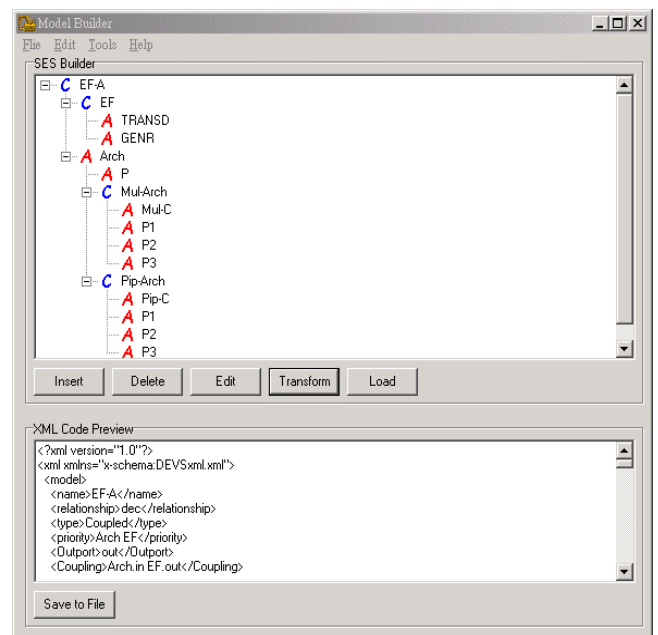 Model Builder
Flie Edit Tools Help
SES Builder
C EF-A
C EF
A TRANSD
A GENR
A Arch
A P
C Mul-Arch
A Mul-C
A P1
A P2
A P3
C Pip-Arch
A Pip-C
A P1
A P2
A P3
Insert Delete Edit Transform Load
XML Code Preview
<?xml version="1.0"?>
<xml xmlns="x-schema:DEVSxml.xml">
<model>
<name>EF-A</name>
<relationship>dec</relationship>
<type>Coupled</type>
<priority>Arch EF</priority>
<Outport>out</Outport>
<Coupling>Arch.in EF.out</Coupling>
Save to File